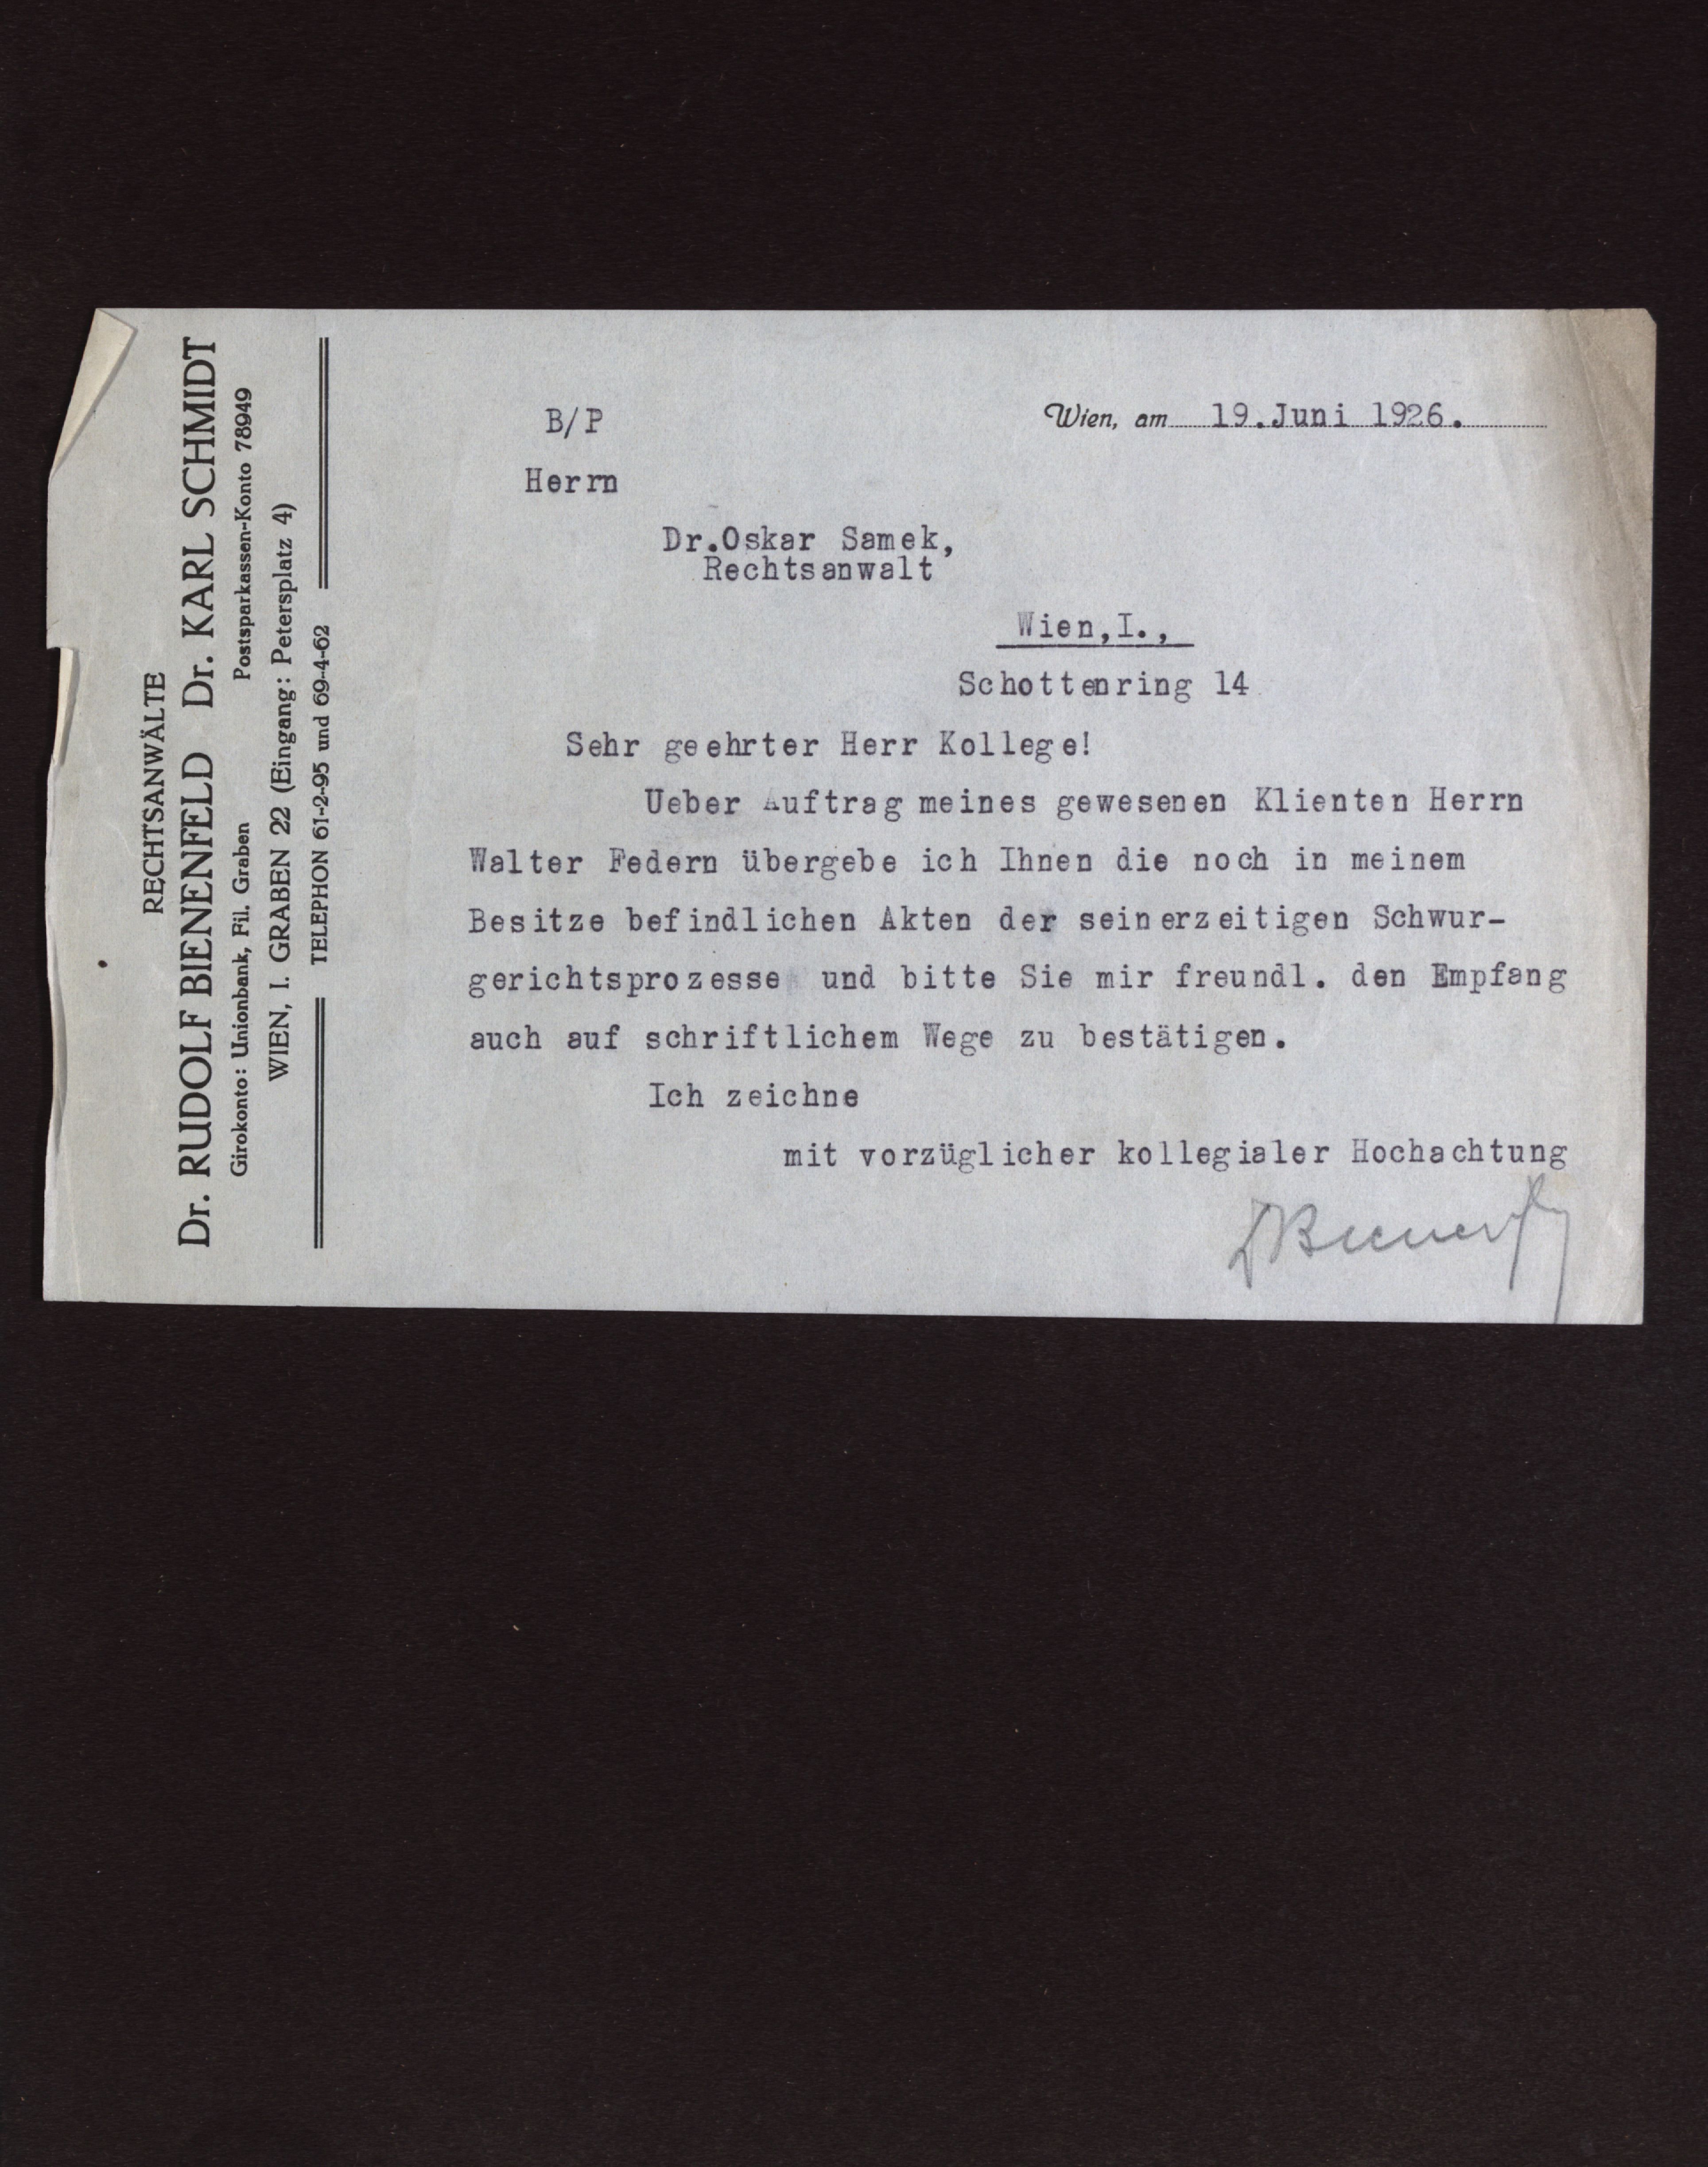 RECHTSANWÄLTE
Dr. RUDOLF BIENENFELD Dr. KARL SCHMIDT
Girokonto: Unionbank, Fil. Graben Postsparkassen-Konto 78949
WIEN, I. GRABEN 22 (Eingang: Petersplatz 4)
TELEPHON 61-2-95 und 69-4-62
B/P Wien, am 19.Juni 1926.
Herrn
Dr.Oskar Samek,
Rechtsanwalt
Wien,I.,
Schottenring 14
Sehr geehrter Herr Kollege!
Ueber Auftrag meines gewesenen Klienten Herrn
Walter Federn übergebe ich Ihnen die noch in meinem
Besitze befindlichen Akten der seinerzeitigen Schwur-
gerichtsprozesse und bitte Sie mir freundl. den Empfang
auch auf schriftlichem Wege zu bestätigen.
Ich zeichne
mit vorzüglicher kollegialer Hochachtung